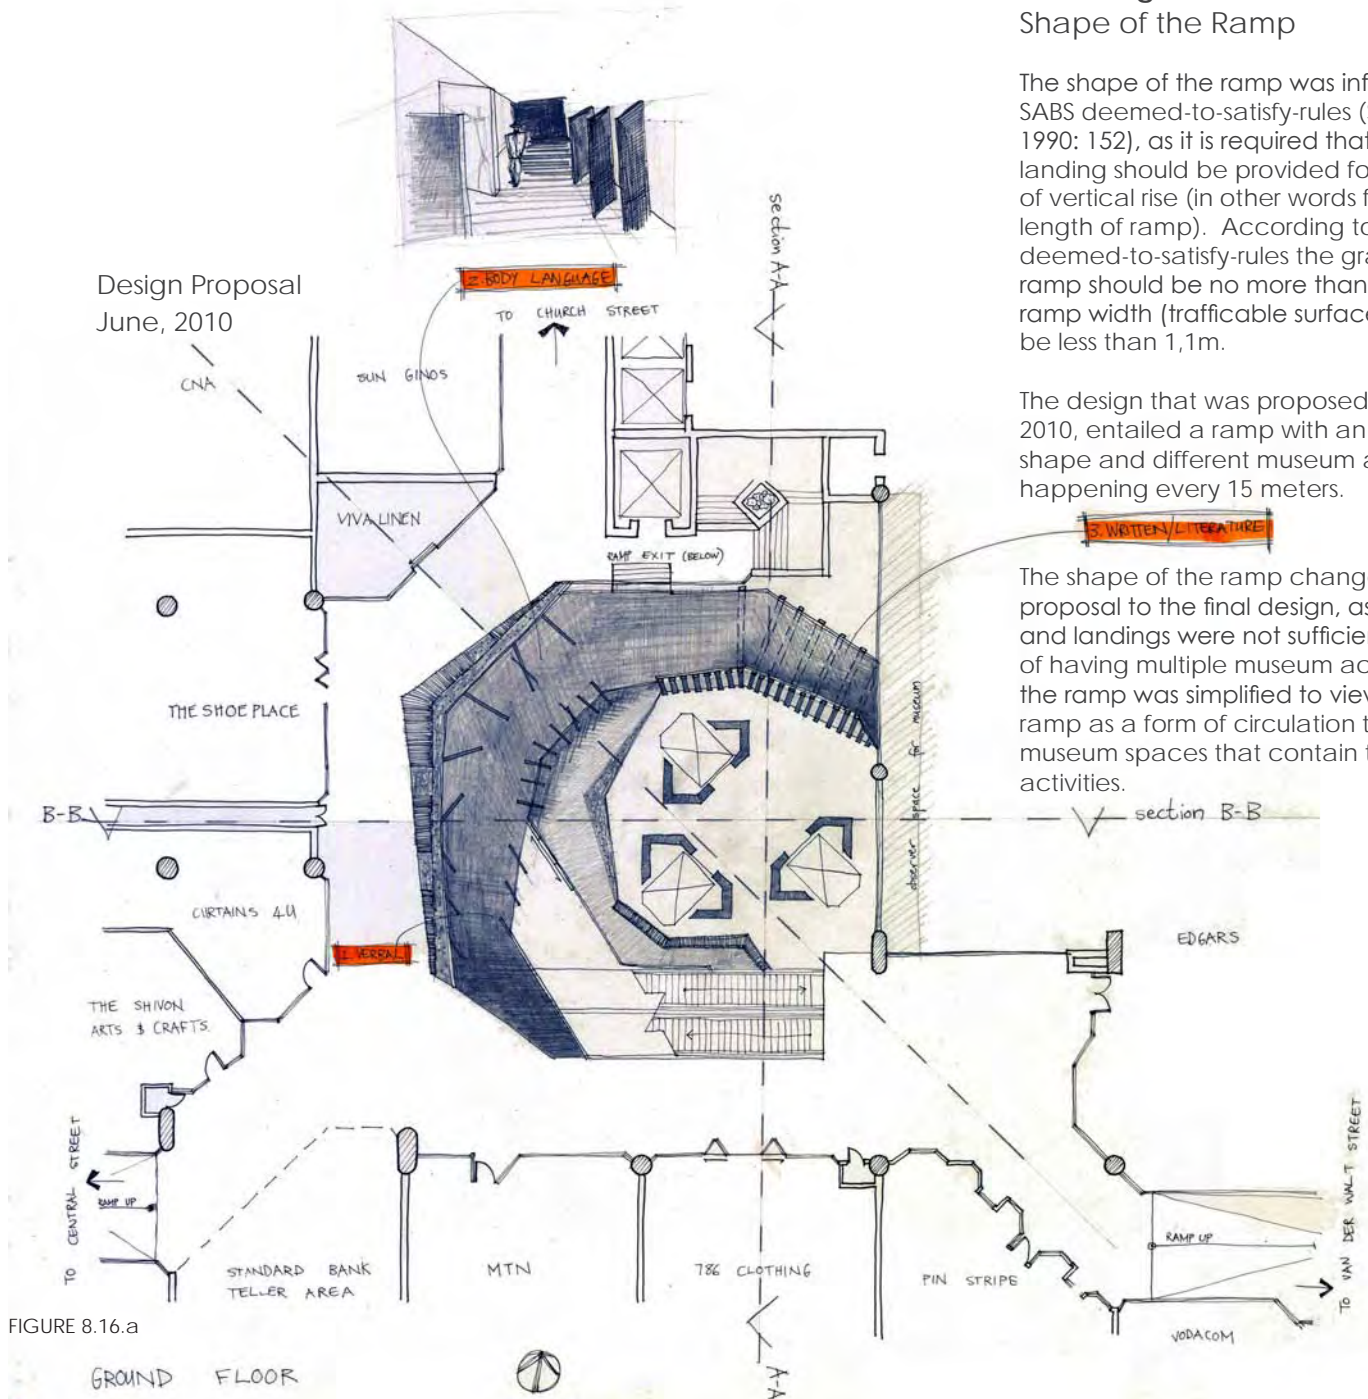 Shape of the Ramp
The shape of the ramp was inf
SABS deemed-to-satisfy-rules (
1990: 152), as it is required that
landing should be provided fo
of vertical rise (in other words f
length of ramp).  According to
deemed-to-satisfy-rules the gra
ramp should be no more than
ramp width (trafficable surface
be less than 1,1m.
The design that was proposed
2010, entailed a ramp with an
shape and different museum a
happening every 15 meters.
3. WRITTEN/LITERATURE
The shape of the ramp change
proposal to the final design, as
and landings were not sufficien
of having multiple museum ac
the ramp was simplified to view
ramp as a form of circulation t
museum spaces that contain t
activities.
Design Proposal
June, 2010
2. BODY LANGUAGE
TO CHURCH STREET
section A-A
CNA
SUN GINOS
VIVA LINEN
RAMP EXIT (BELOW)
THE SHOE PLACE
observer space for museum
B-B
section B-B
CURTAINS 4U
1. VERBAL
EDGARS
THE SHIVON
ARTS & CRAFTS
TO CENTRAL STREET
RAMP UP
STANDARD BANK
TELLER AREA
MTN
786 CLOTHING
PIN STRIPE
RAMP UP
TO VAN DER WALT STREET
VODACOM
FIGURE 8.16.a
GROUND FLOOR
A-A